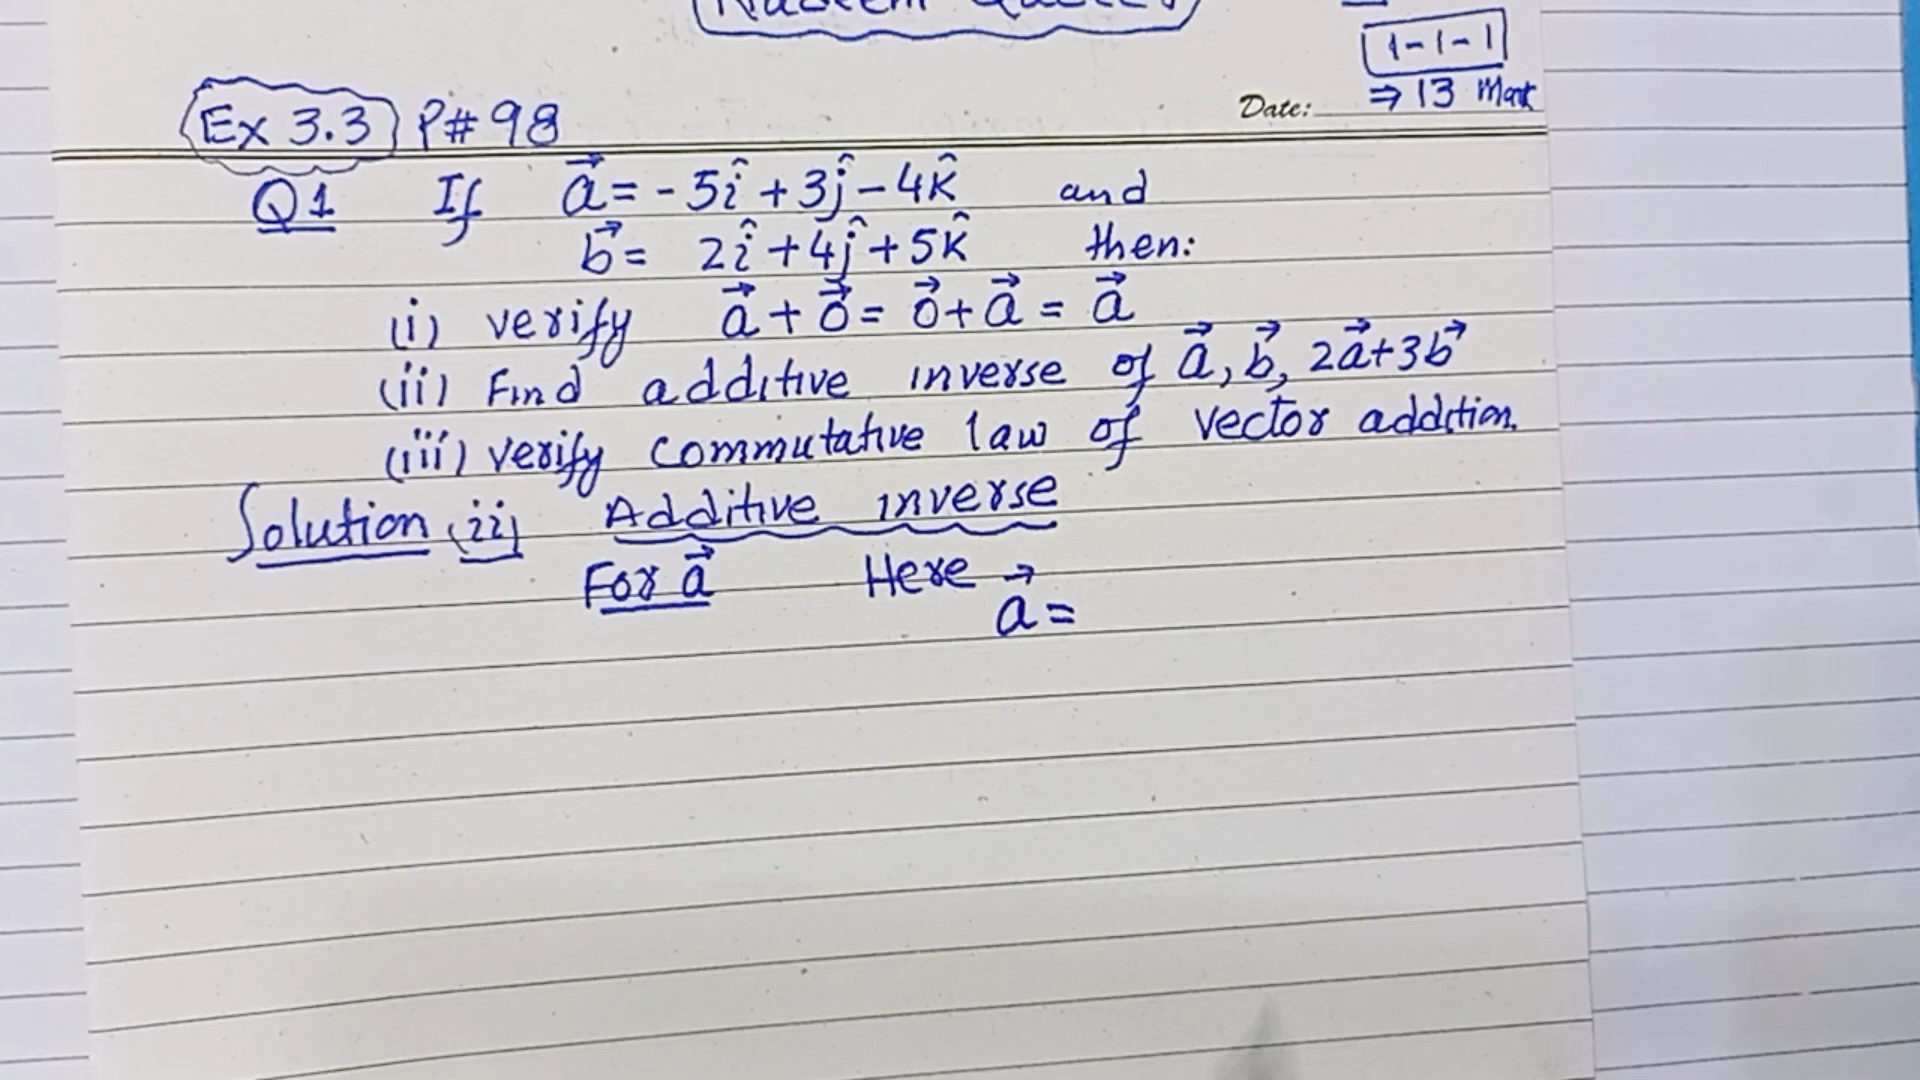 1-1-1
⇒ 13 Mark
Date:
Ex 3.3 P# 98
Q1 If a⃗ = -5î + 3ĵ - 4k̂ and
b⃗ = 2î + 4ĵ + 5k̂ then:
(i) verify a⃗ + o⃗ = o⃗ + a⃗ = a⃗
(ii) Find additive inverse of a⃗, b⃗, 2a⃗+3b⃗
(iii) verify commutative law of vector addition.
Solution (ii) Additive inverse
For a⃗ Here
a⃗ =